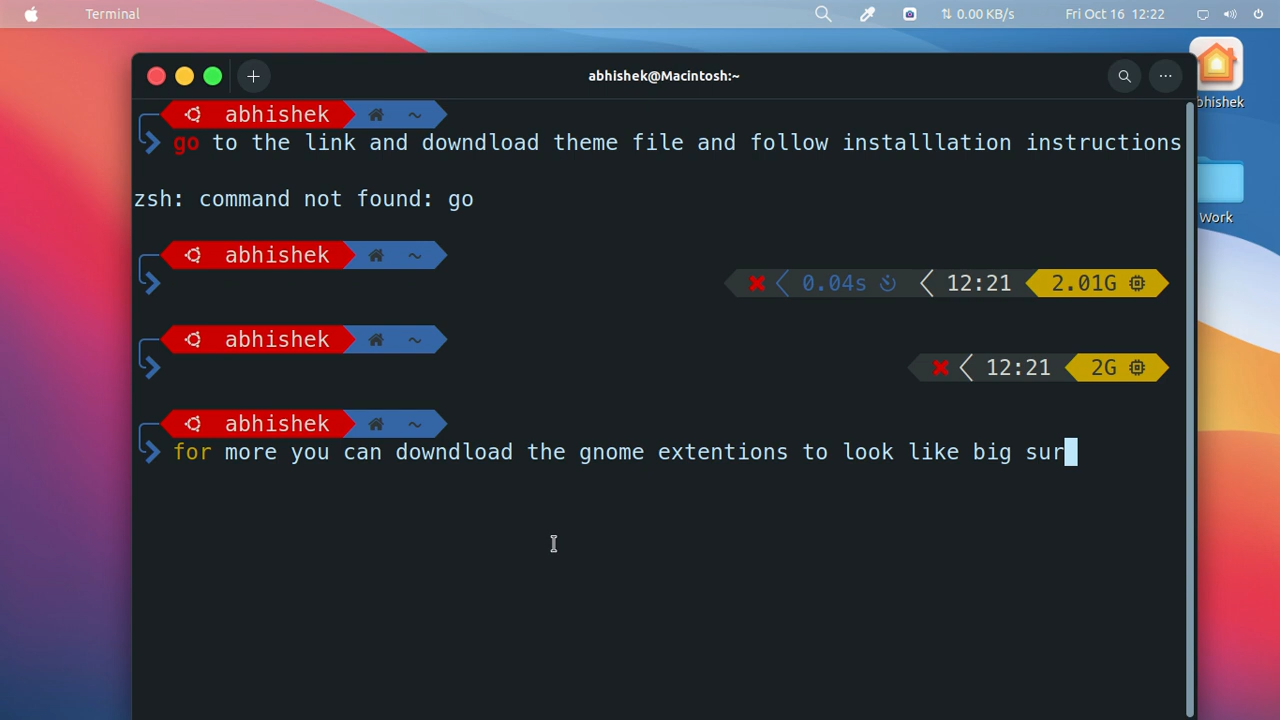 Terminal
⇅ 0.00 KB/s
Fri Oct 16 12:22
abhishek@Macintosh:~
bhishek
abhishek ~
go to the link and downdload theme file and follow installlation instructions
zsh: command not found: go
Work
abhishek ~
0.04s 12:21 2.01G
abhishek ~
12:21 2G
abhishek ~
for more you can downdload the gnome extentions to look like big sur